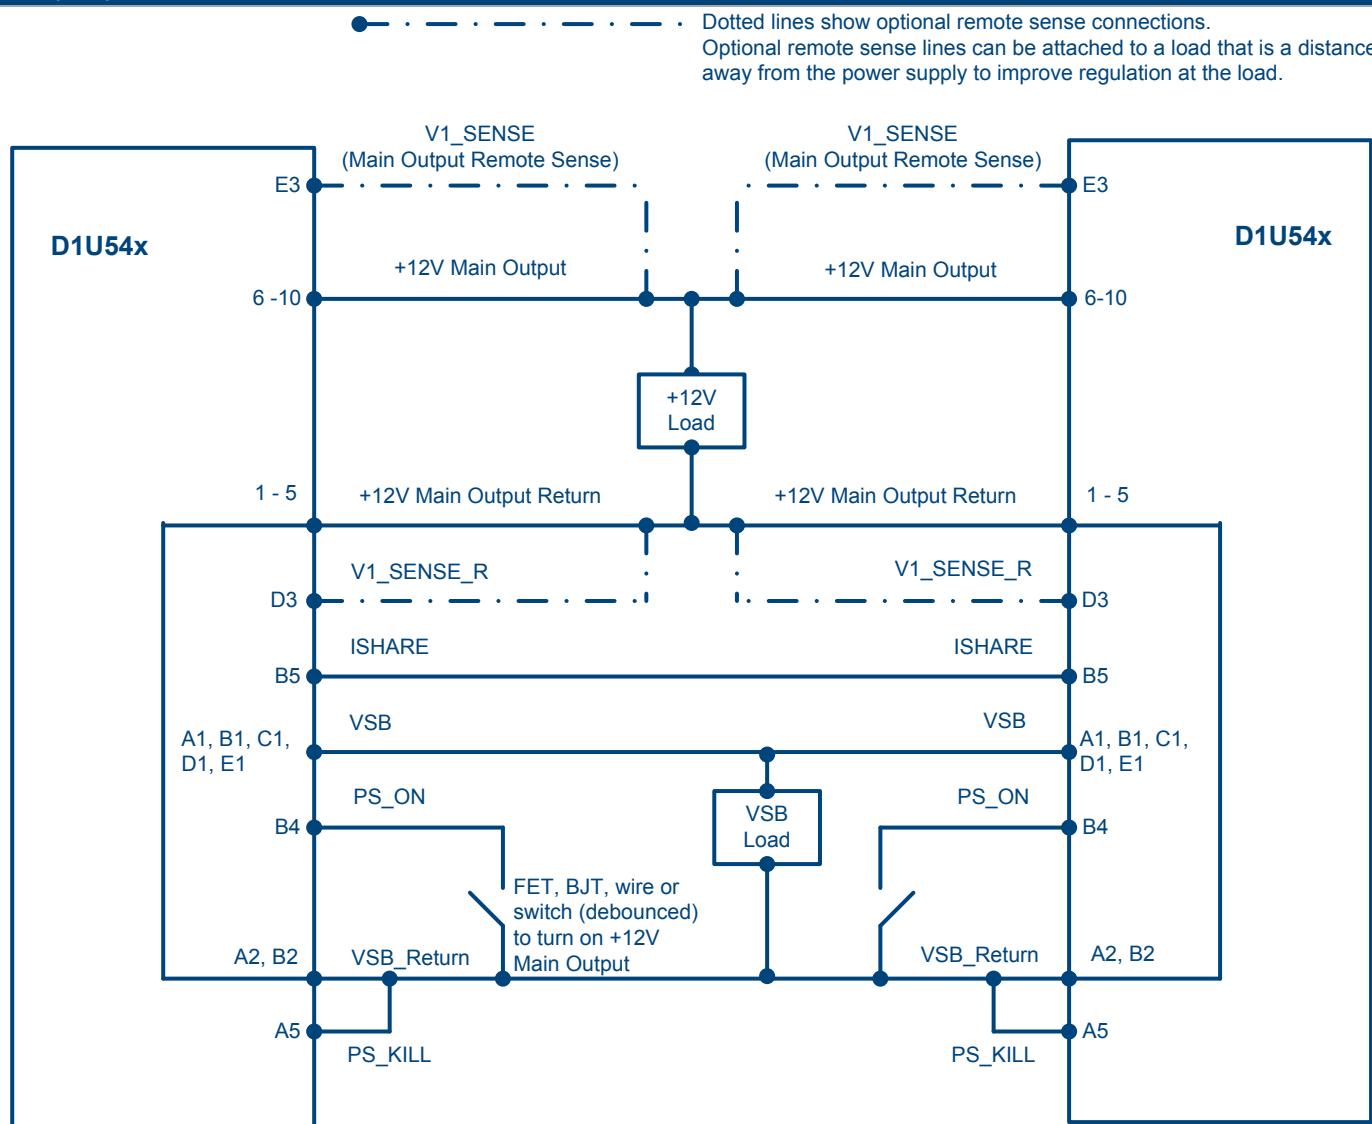 Dotted lines show optional remote sense connections.
Optional remote sense lines can be attached to a load that is a distance
away from the power supply to improve regulation at the load.
V1_SENSE
(Main Output Remote Sense)
V1_SENSE
(Main Output Remote Sense)
E3
E3
D1U54x
D1U54x
+12V Main Output
+12V Main Output
6 -10
6-10
+12V
Load
1 - 5
+12V Main Output Return
+12V Main Output Return
1 - 5
V1_SENSE_R
V1_SENSE_R
D3
D3
ISHARE
ISHARE
B5
B5
VSB
VSB
A1, B1, C1,
D1, E1
A1, B1, C1,
D1, E1
PS_ON
PS_ON
B4
B4
VSB
Load
FET, BJT, wire or
switch (debounced)
to turn on +12V
Main Output
A2, B2
VSB_Return
VSB_Return
A2, B2
A5
A5
PS_KILL
PS_KILL